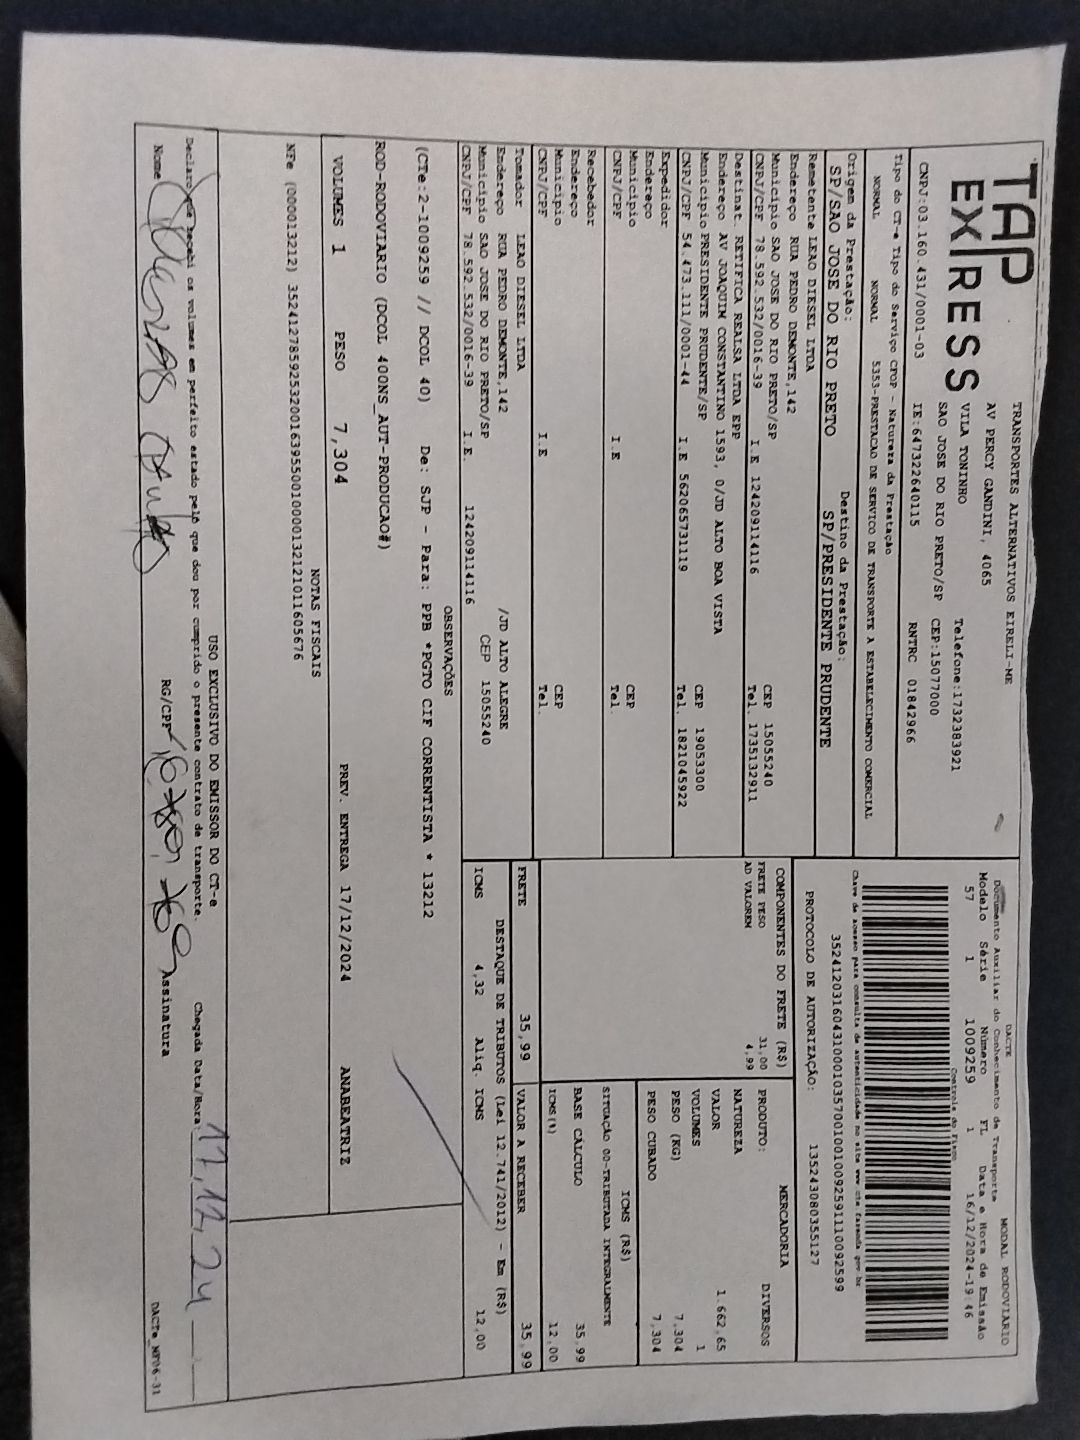 TAP
EXPRESS
TRANSPORTES ALTERNATIVOS EIRELI-ME
AV PERCY GANDINI, 4065
VILA TONINHO Telefone:1732383921
SAO JOSE DO RIO PRETO/SP CEP:15077000
CNPJ:03.160.431/0001-03 IE:647322640115 RNTRC 01842966
DACTE MODAL RODOVIÁRIO
Documento Auxiliar do Conhecimento de Transporte
Modelo Série Número FL Data e Hora de Emissão
57 1 1009259 1 16/12/2024-19:46
Controle do Fisco
Chave de acesso para consulta de autenticidade no site www.cte.fazenda.gov.br
35241203160431000103570010010092591110092599
PROTOCOLO DE AUTORIZAÇÃO: 135243080355127
Tipo do CT-e Tipo do Serviço CFOP - Natureza da Prestação
NORMAL NORMAL 5353-PRESTACAO DE SERVICO DE TRANSPORTE A ESTABELECIMENTO COMERCIAL
Origem da Prestação: Destino da Prestação:
SP/SAO JOSE DO RIO PRETO SP/PRESIDENTE PRUDENTE
Remetente LEAO DIESEL LTDA
Endereço RUA PEDRO DEMONTE,142
Município SAO JOSE DO RIO PRETO/SP CEP 15055240
CNPJ/CPF 78.592.532/0016-39 I.E 124209114116 Tel. 1735132911
Destinat. RETIFICA REALSA LTDA EPP
Endereço AV JOAQUIM CONSTANTINO 1593, 0/JD ALTO BOA VISTA
Município PRESIDENTE PRUDENTE/SP CEP 19053300
CNPJ/CPF 54.473.111/0001-44 I.E 562065731119 Tel. 1821045922
Expedidor
Endereço
Município CEP
CNPJ/CPF I.E Tel.
Recebedor
Endereço
Município CEP
CNPJ/CPF I.E Tel.
Tomador LEAO DIESEL LTDA
Endereço RUA PEDRO DEMONTE,142 /JD ALTO ALEGRE
Município SAO JOSE DO RIO PRETO/SP CEP 15055240
CNPJ/CPF 78.592.532/0016-39 I.E. 124209114116
COMPONENTES DO FRETE (R$)
FRETE PESO 31,00
AD VALOREM 4,99
PRODUTO: MERCADORIA
NATUREZA DIVERSOS
VALOR 1.662,65
VOLUMES 1
PESO (KG) 7,304
PESO CUBADO 7,304
ICMS (R$)
SITUAÇÃO 00-TRIBUTADA INTEGRALMENTE
BASE CÁLCULO 35,99
ICMS(%) 12,00
FRETE 35,99 VALOR A RECEBER 35,99
DESTAQUE DE TRIBUTOS (Lei 12.741/2012) - Em (R$)
ICMS 4,32 Alíq. ICMS 12,00
OBSERVAÇÕES
(CTe:2-1009259 // DCOL 40) De: SJP - Para: PPB *PGTO CIF CORRENTISTA * 13212
ROD-RODOVIARIO (DCOL 400NS_AUT-PRODUCAO#)
VOLUMES 1 PESO 7,304 PREV. ENTREGA 17/12/2024 ANABEATRIZ
NOTAS FISCAIS
NFe (000013212) 35241278592532001639550010000132121011605676
USO EXCLUSIVO DO EMISSOR DO CT-e
Declaro que recebi os volumes em perfeito estado pelo que dou por cumprido o presente contrato de transporte. Chegada Data/Hora: 17,12,24
Nome RG/CPF Assinatura
DACTe_NF06-31